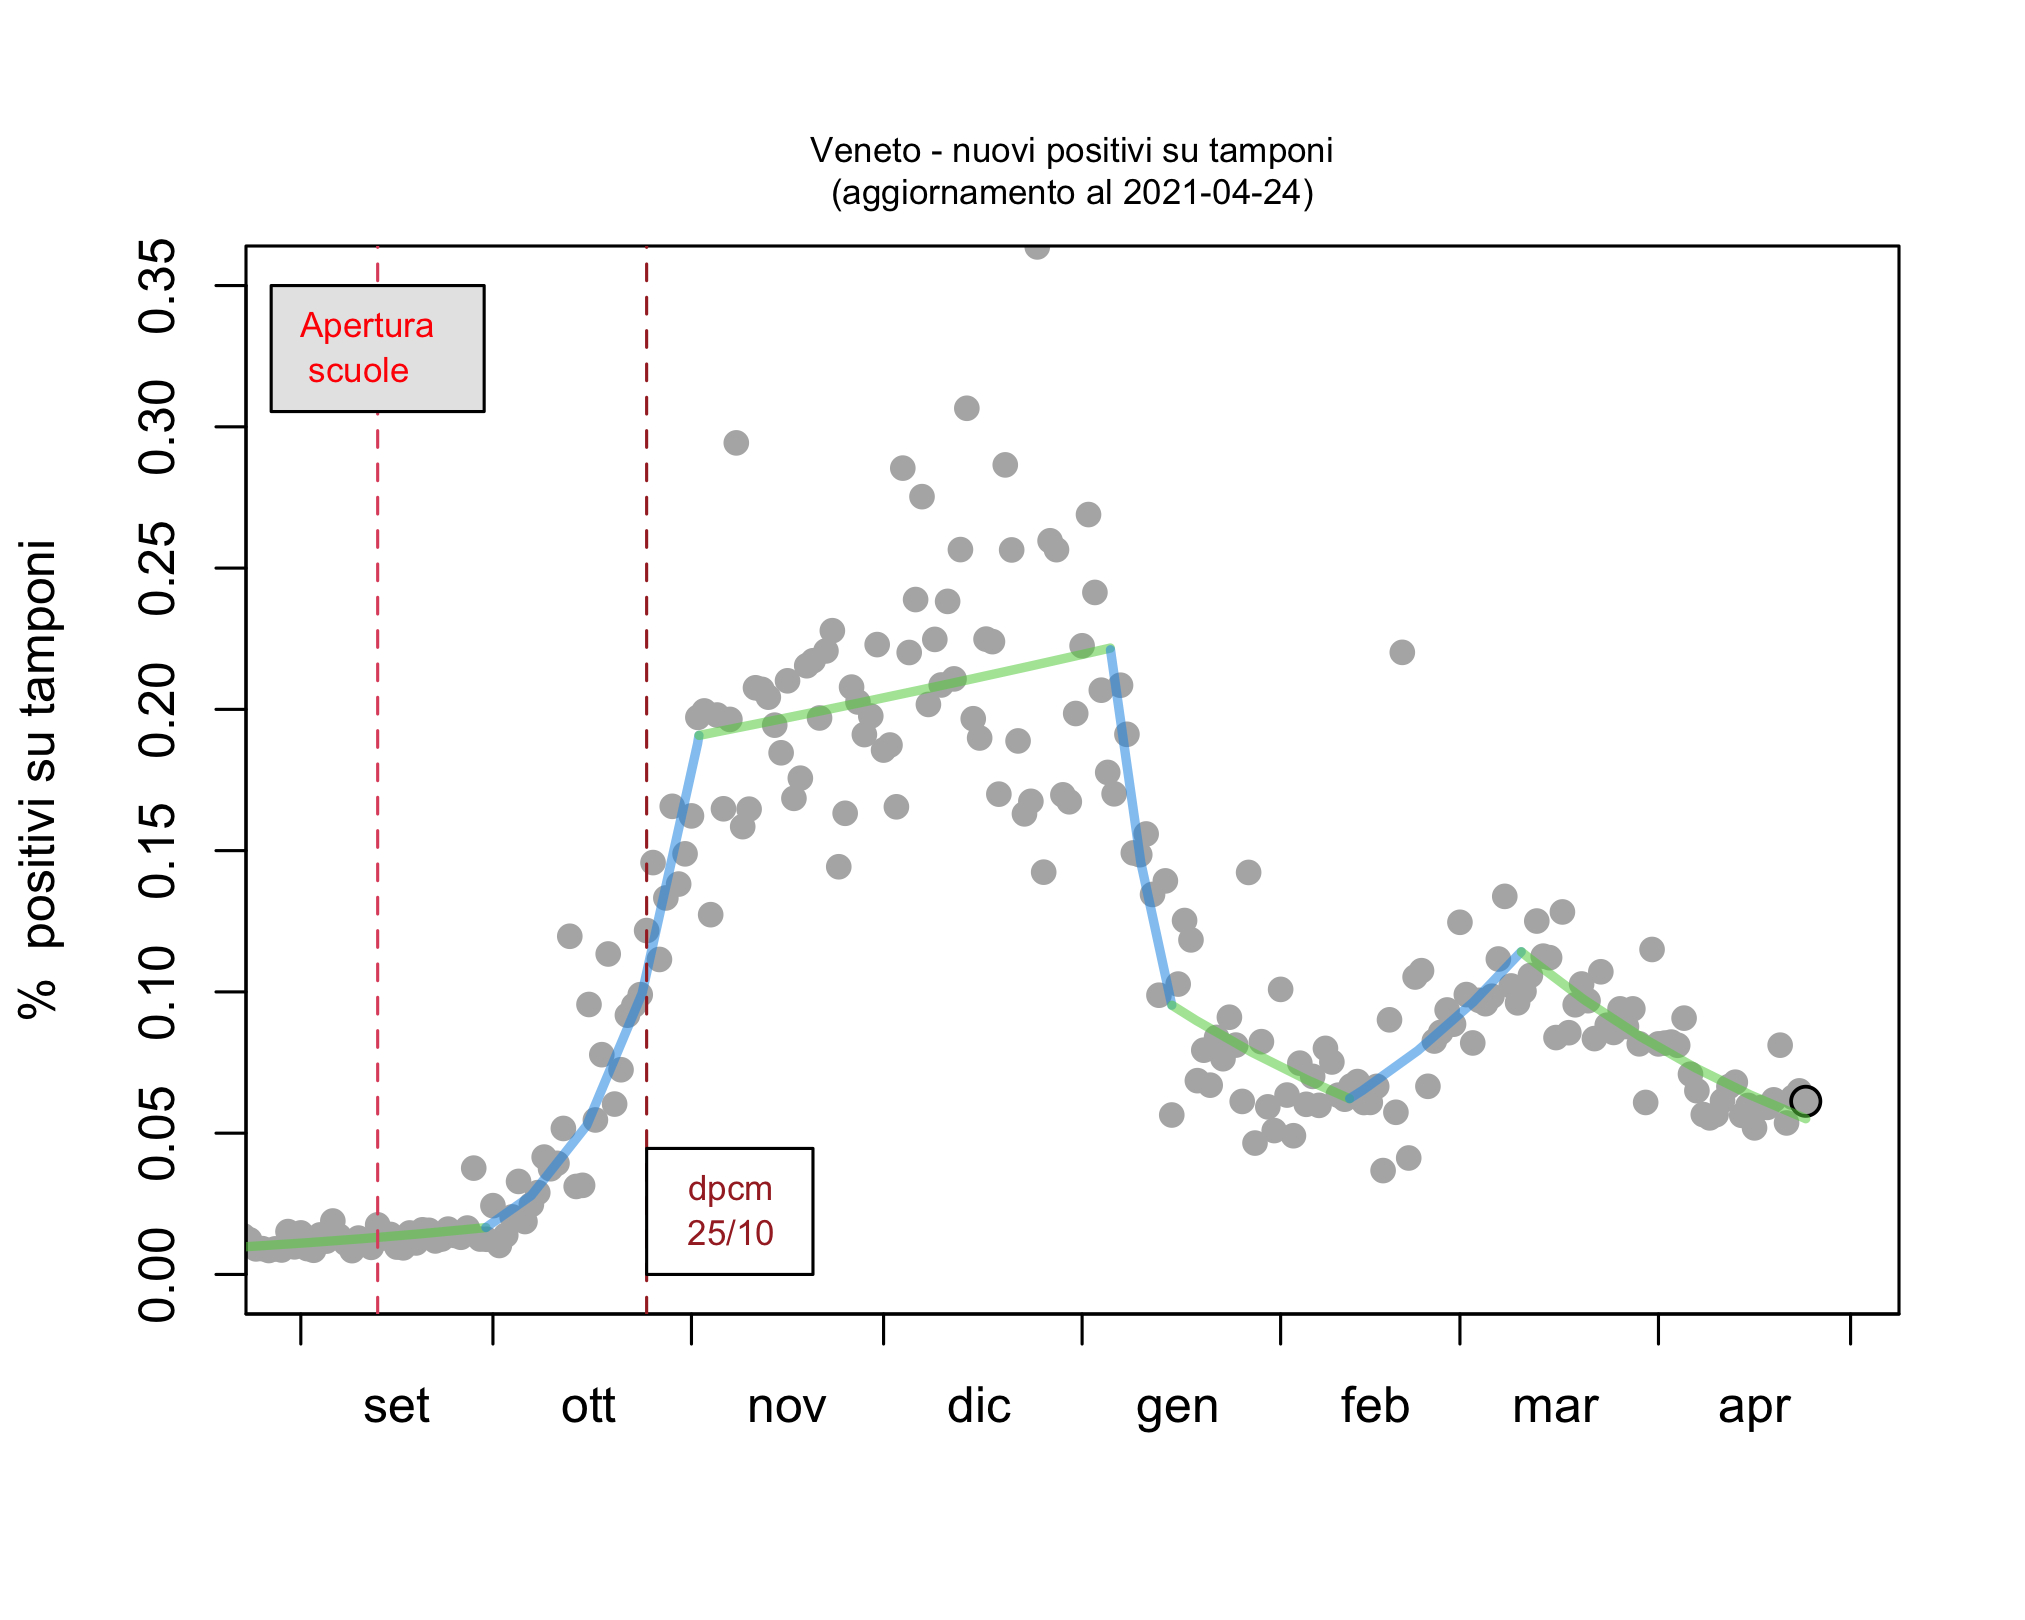 Veneto - nuovi positivi su tamponi
(aggiornamento al 2021-04-24)
% positivi su tamponi
0.35
0.30
0.25
0.20
0.15
0.10
0.05
0.00
Apertura
scuole
dpcm
25/10
set ott nov dic gen feb mar apr